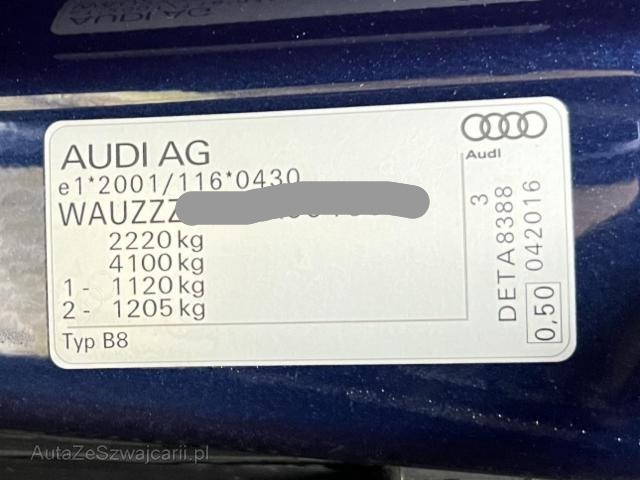 AUDI AG
e1*2001/116*0430
WAUZZZ
2220 kg
4100 kg
1 - 1120 kg
2 - 1205 kg
Typ B8
Audi
DETA8388 3
0,50 042016
AutaZeSzwajcarii.pl